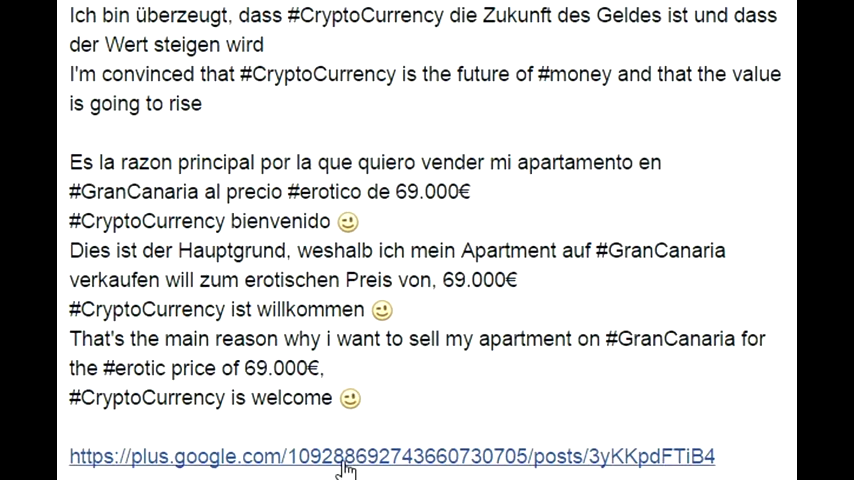 Ich bin überzeugt, dass #CryptoCurrency die Zukunft des Geldes ist und dass
der Wert steigen wird
I'm convinced that #CryptoCurrency is the future of #money and that the value
is going to rise
Es la razon principal por la que quiero vender mi apartamento en
#GranCanaria al precio #erotico de 69.000€
#CryptoCurrency bienvenido 😉
Dies ist der Hauptgrund, weshalb ich mein Apartment auf #GranCanaria
verkaufen will zum erotischen Preis von, 69.000€
#CryptoCurrency ist willkommen 😉
That's the main reason why i want to sell my apartment on #GranCanaria for
the #erotic price of 69.000€,
#CryptoCurrency is welcome 😉
https://plus.google.com/109288692743660730705/posts/3yKKpdFTiB4